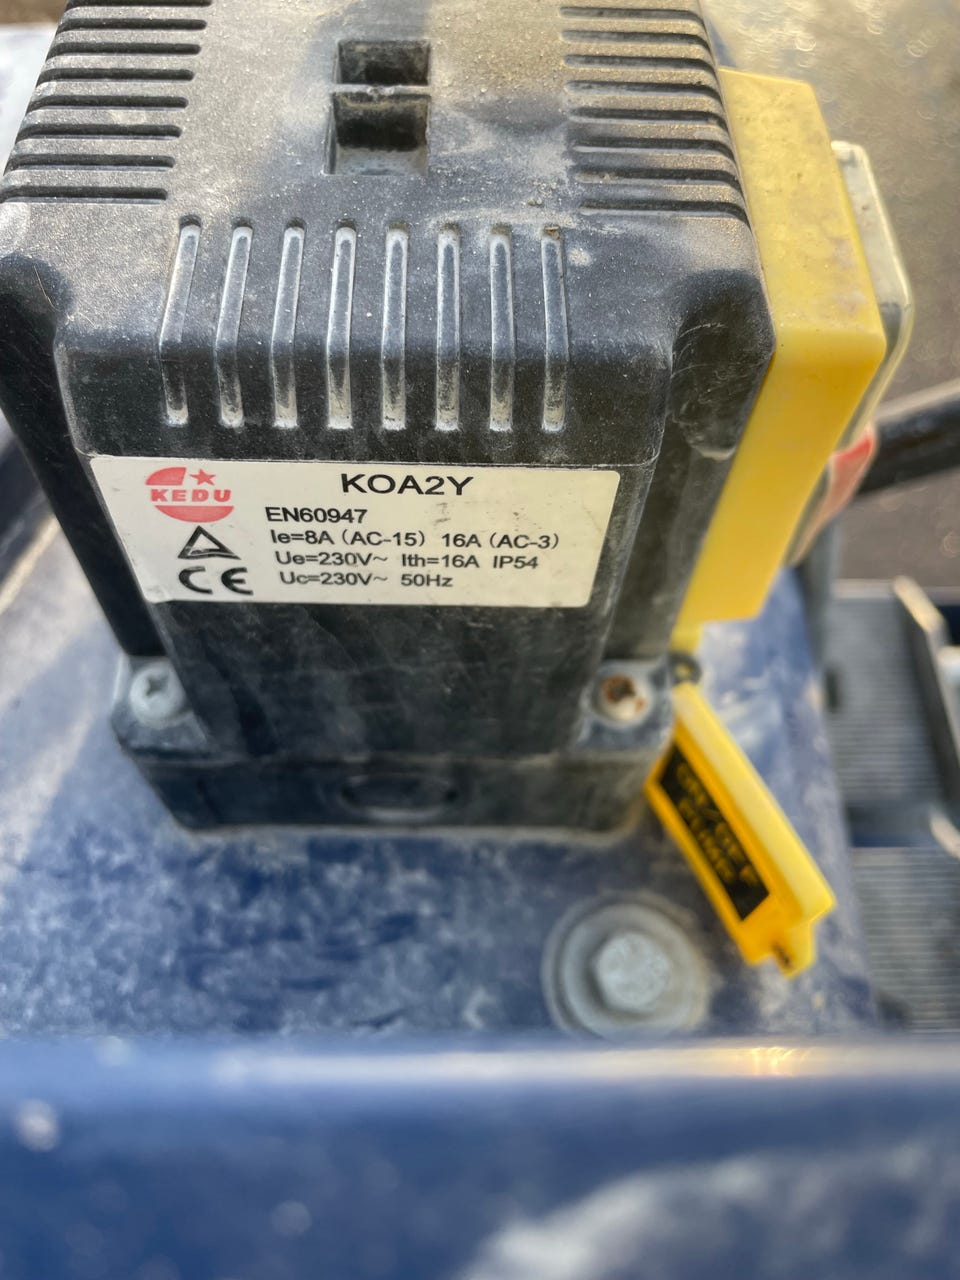 KEDU
KOA2Y
EN60947
Ie=8A (AC-15) 16A (AC-3)
Ue=230V~ Ith=16A IP54
Uc=230V~ 50Hz
CE